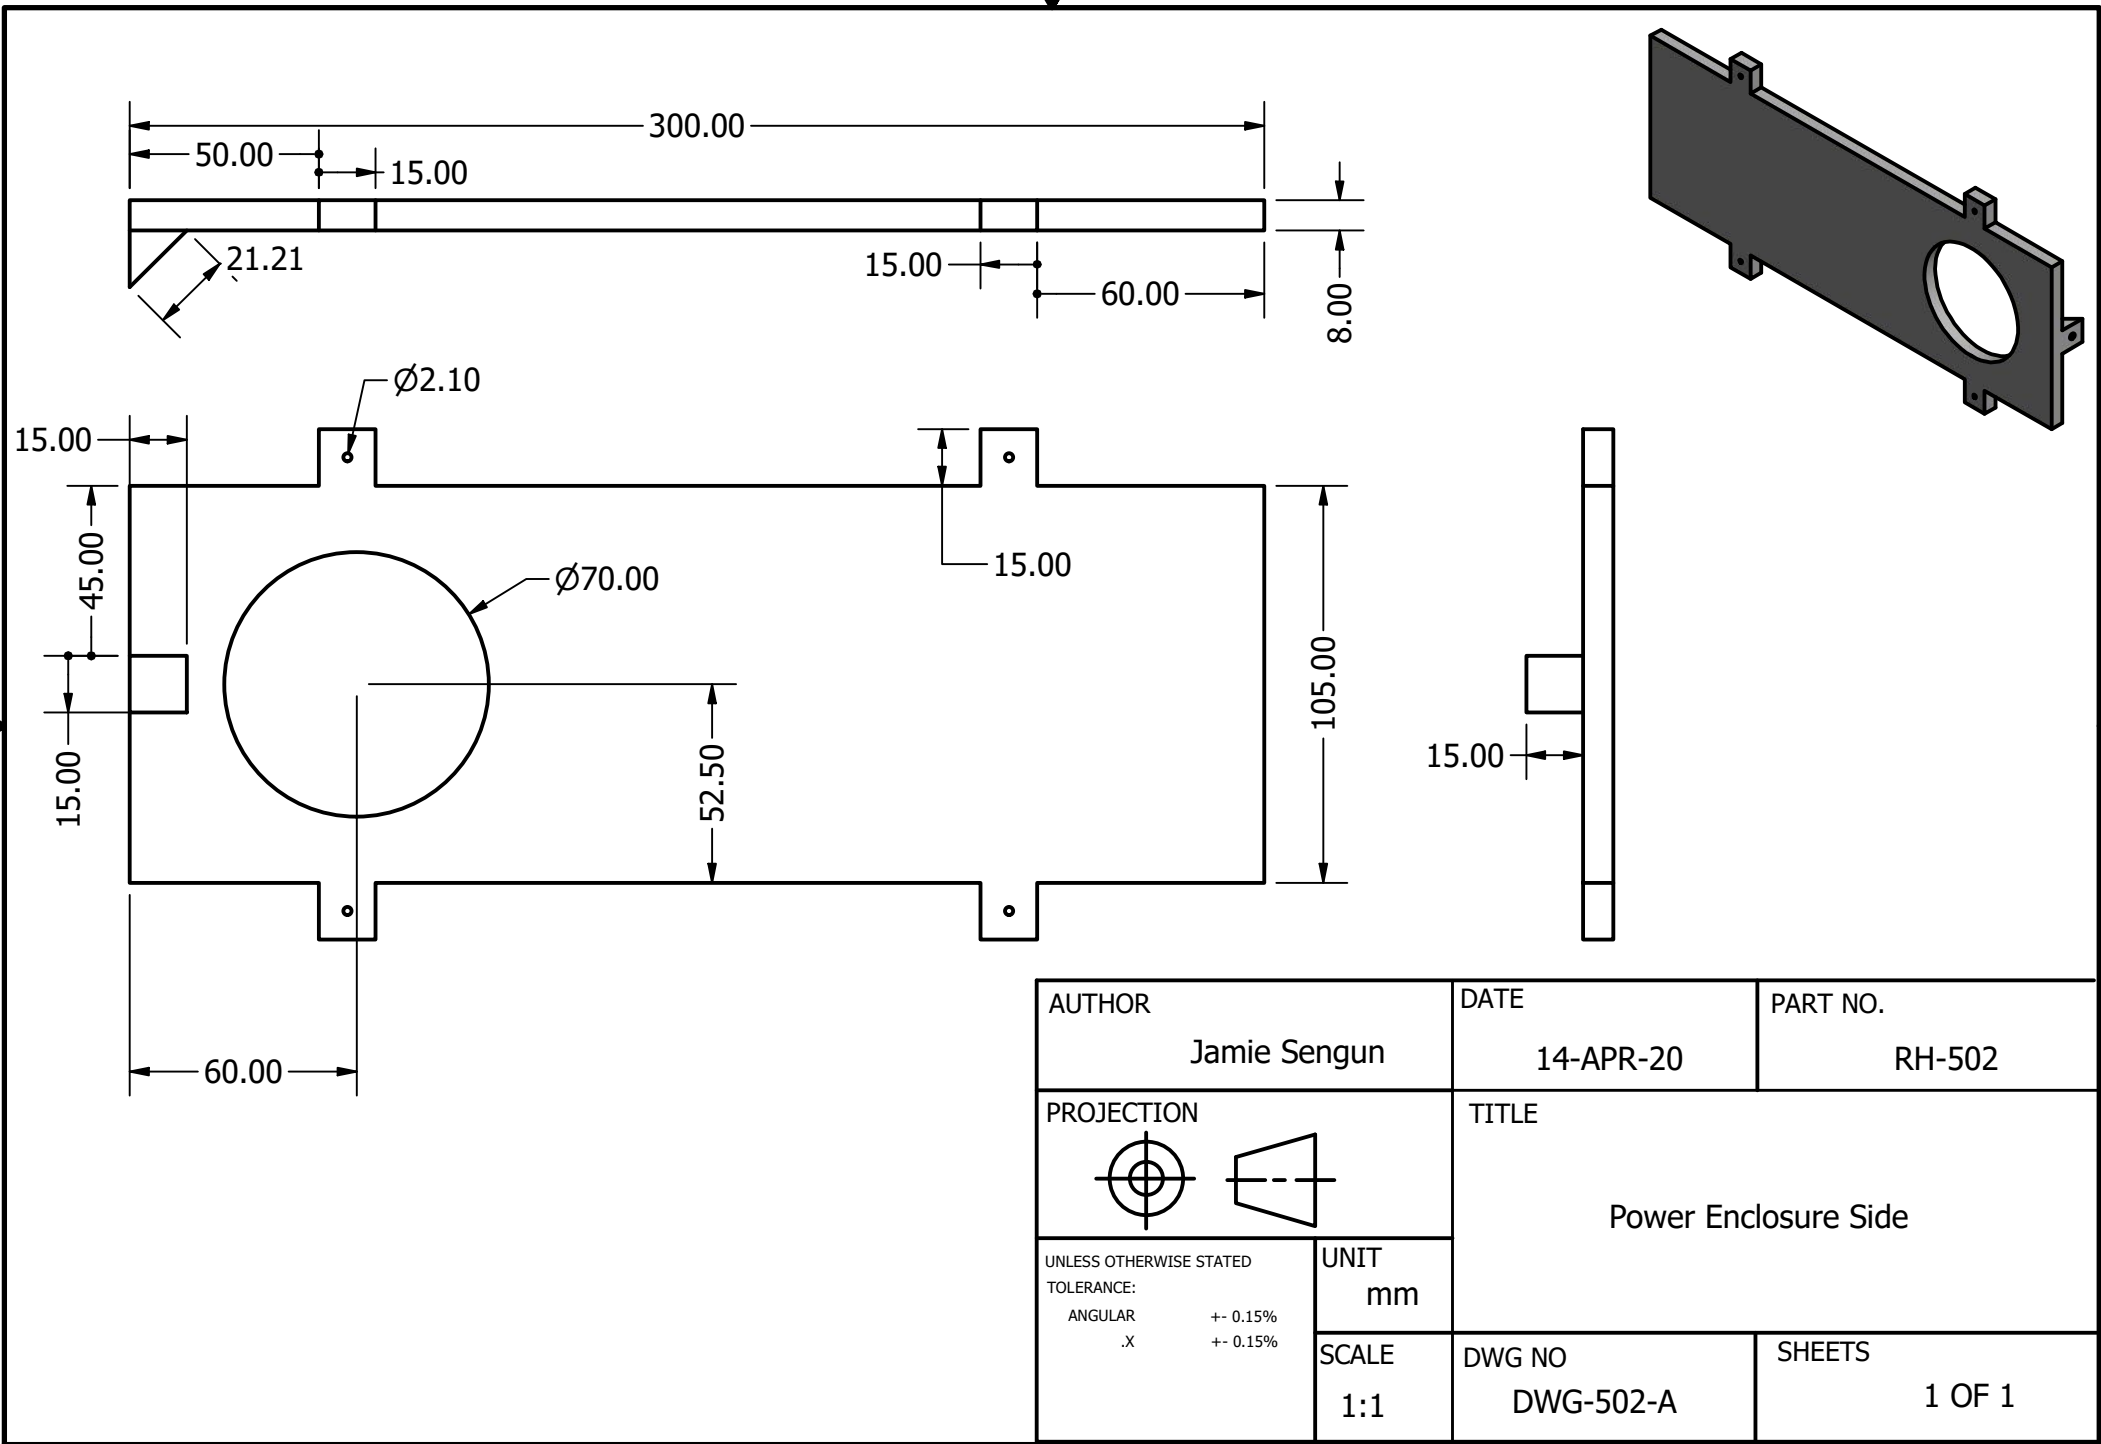 300.00
50.00
15.00
21.21
15.00
60.00
8.00
Ø2.10
15.00
45.00
15.00
Ø70.00
15.00
105.00
52.50
15.00
60.00
AUTHOR
Jamie Sengun
DATE
14-APR-20
PART NO.
RH-502
PROJECTION
TITLE
Power Enclosure Side
UNLESS OTHERWISE STATED
TOLERANCE:
ANGULAR +- 0.15%
.X +- 0.15%
UNIT
mm
SCALE
1:1
DWG NO
DWG-502-A
SHEETS
1 OF 1